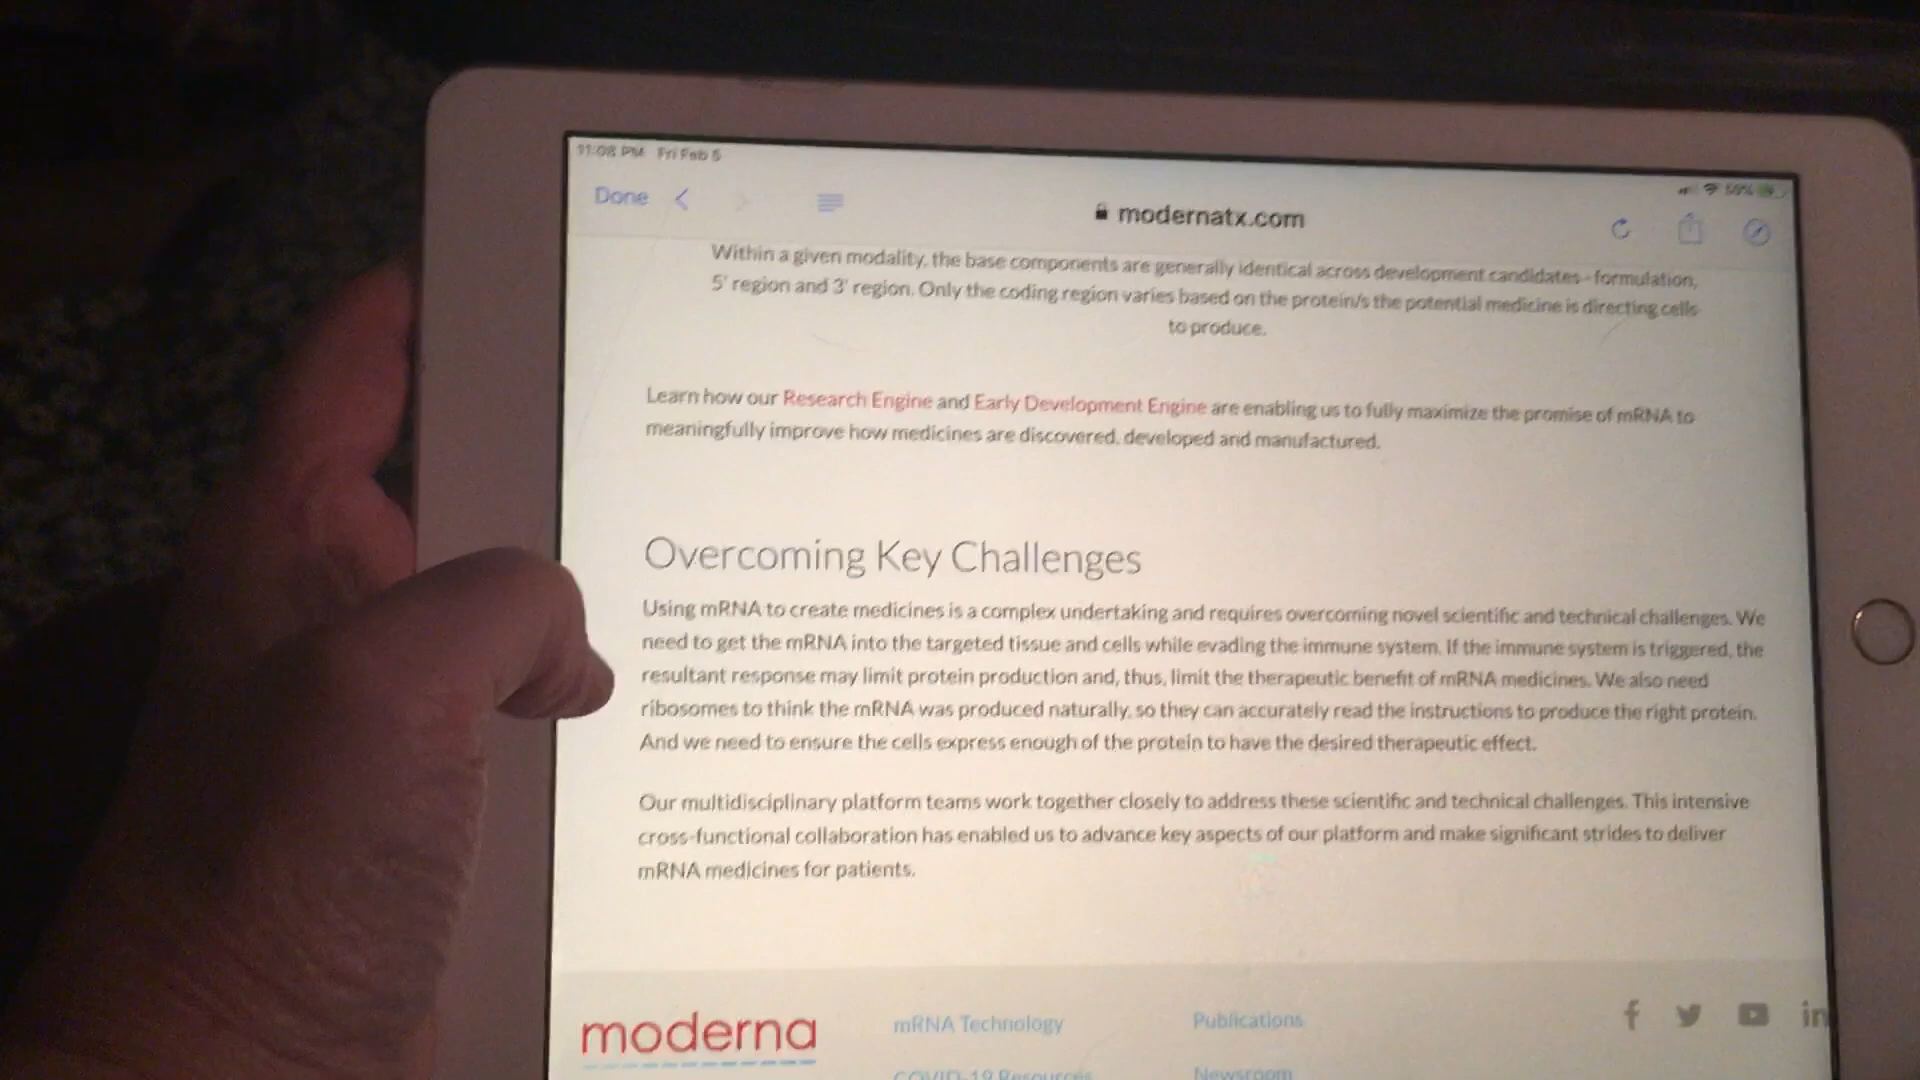 11:08 PM Fri Feb 5
59%
Done
modernatx.com
Within a given modality, the base components are generally identical across development candidates - formulation,
5' region and 3' region. Only the coding region varies based on the protein/s the potential medicine is directing cells
to produce.
Learn how our Research Engine and Early Development Engine are enabling us to fully maximize the promise of mRNA to
meaningfully improve how medicines are discovered, developed and manufactured.
Overcoming Key Challenges
Using mRNA to create medicines is a complex undertaking and requires overcoming novel scientific and technical challenges. We
need to get the mRNA into the targeted tissue and cells while evading the immune system. If the immune system is triggered, the
resultant response may limit protein production and, thus, limit the therapeutic benefit of mRNA medicines. We also need
ribosomes to think the mRNA was produced naturally, so they can accurately read the instructions to produce the right protein.
And we need to ensure the cells express enough of the protein to have the desired therapeutic effect.
Our multidisciplinary platform teams work together closely to address these scientific and technical challenges. This intensive
cross-functional collaboration has enabled us to advance key aspects of our platform and make significant strides to deliver
mRNA medicines for patients.
moderna
mRNA Technology
Publications
COVID-19 Resources
Newsroom